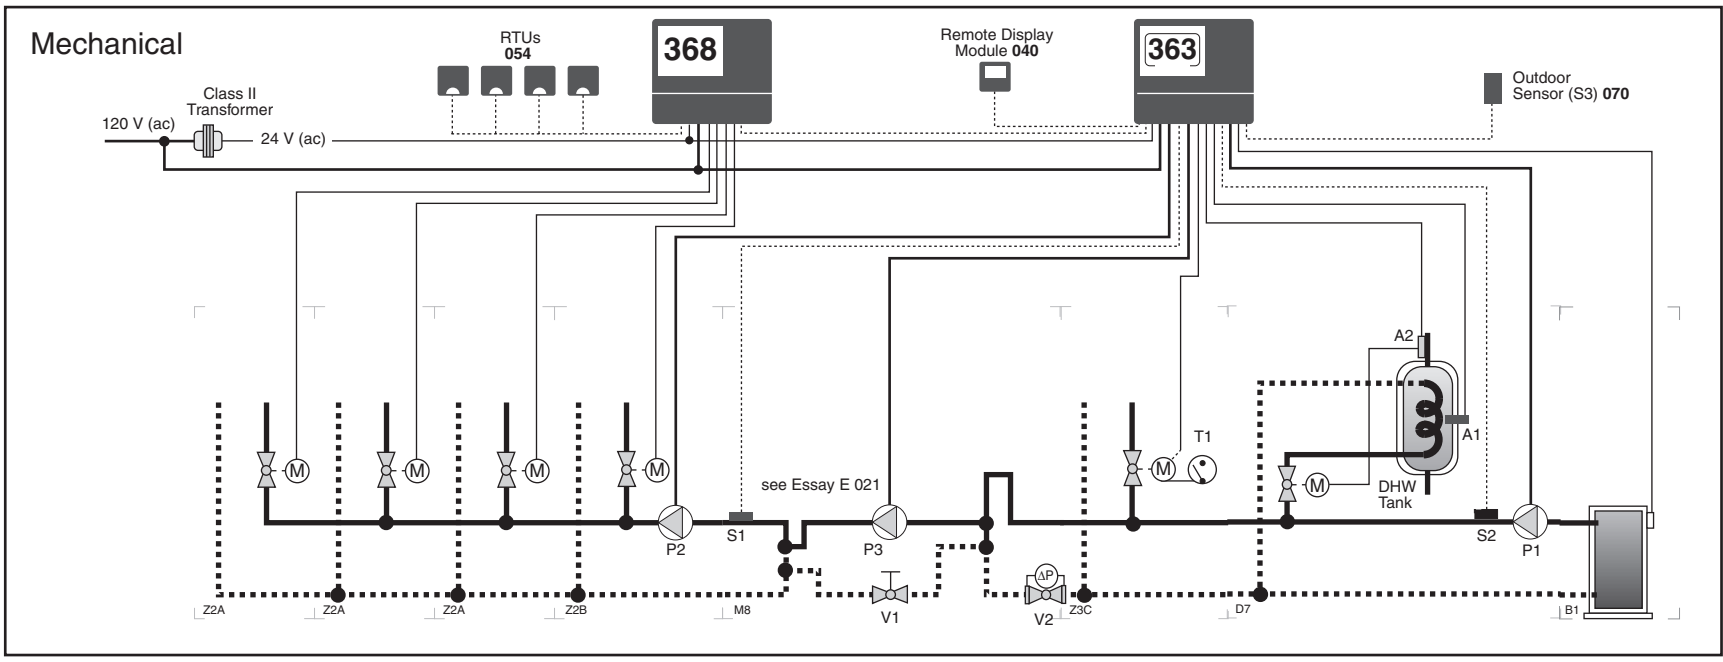 Mechanical
RTUs
054
368
Remote Display
Module 040
363
Outdoor
Sensor (S3) 070
Class II
Transformer
120 V (ac)
24 V (ac)
A2
M
M
M
M
see Essay E 021
M
T1
M
A1
DHW
Tank
P2
S1
P3
S2
P1
ΔP
V1
V2
Z2A
Z2A
Z2A
Z2B
M8
Z3C
D7
B1